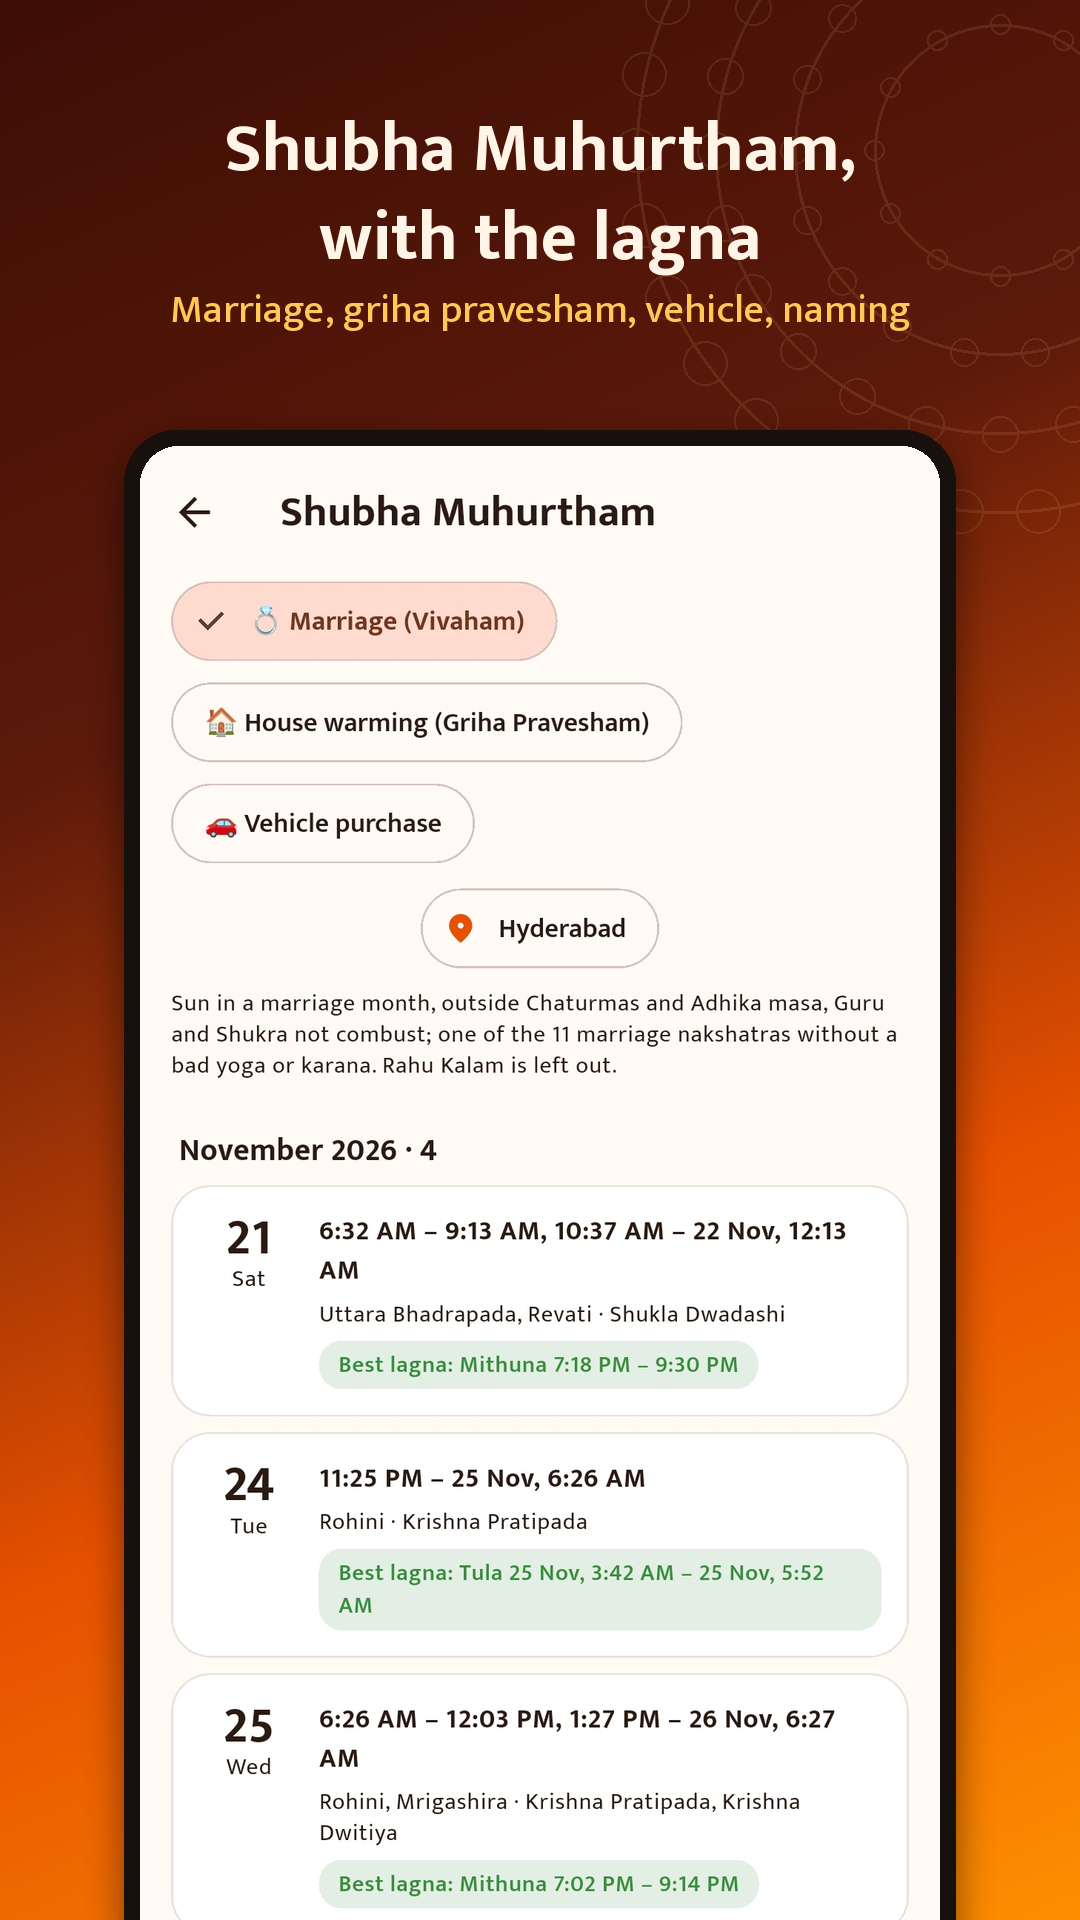 Shubha Muhurtham,
with the lagna
Marriage, griha pravesham, vehicle, naming
Shubha Muhurtham
Marriage (Vivaham)
House warming (Griha Pravesham)
Vehicle purchase
Hyderabad
Sun in a marriage month, outside Chaturmas and Adhika masa, Guru
and Shukra not combust; one of the 11 marriage nakshatras without a
bad yoga or karana. Rahu Kalam is left out.
November 2026 · 4
21
Sat
6:32 AM – 9:13 AM, 10:37 AM – 22 Nov, 12:13
AM
Uttara Bhadrapada, Revati · Shukla Dwadashi
Best lagna: Mithuna 7:18 PM – 9:30 PM
24
Tue
11:25 PM – 25 Nov, 6:26 AM
Rohini · Krishna Pratipada
Best lagna: Tula 25 Nov, 3:42 AM – 25 Nov, 5:52
AM
25
Wed
6:26 AM – 12:03 PM, 1:27 PM – 26 Nov, 6:27
AM
Rohini, Mrigashira · Krishna Pratipada, Krishna
Dwitiya
Best lagna: Mithuna 7:02 PM – 9:14 PM